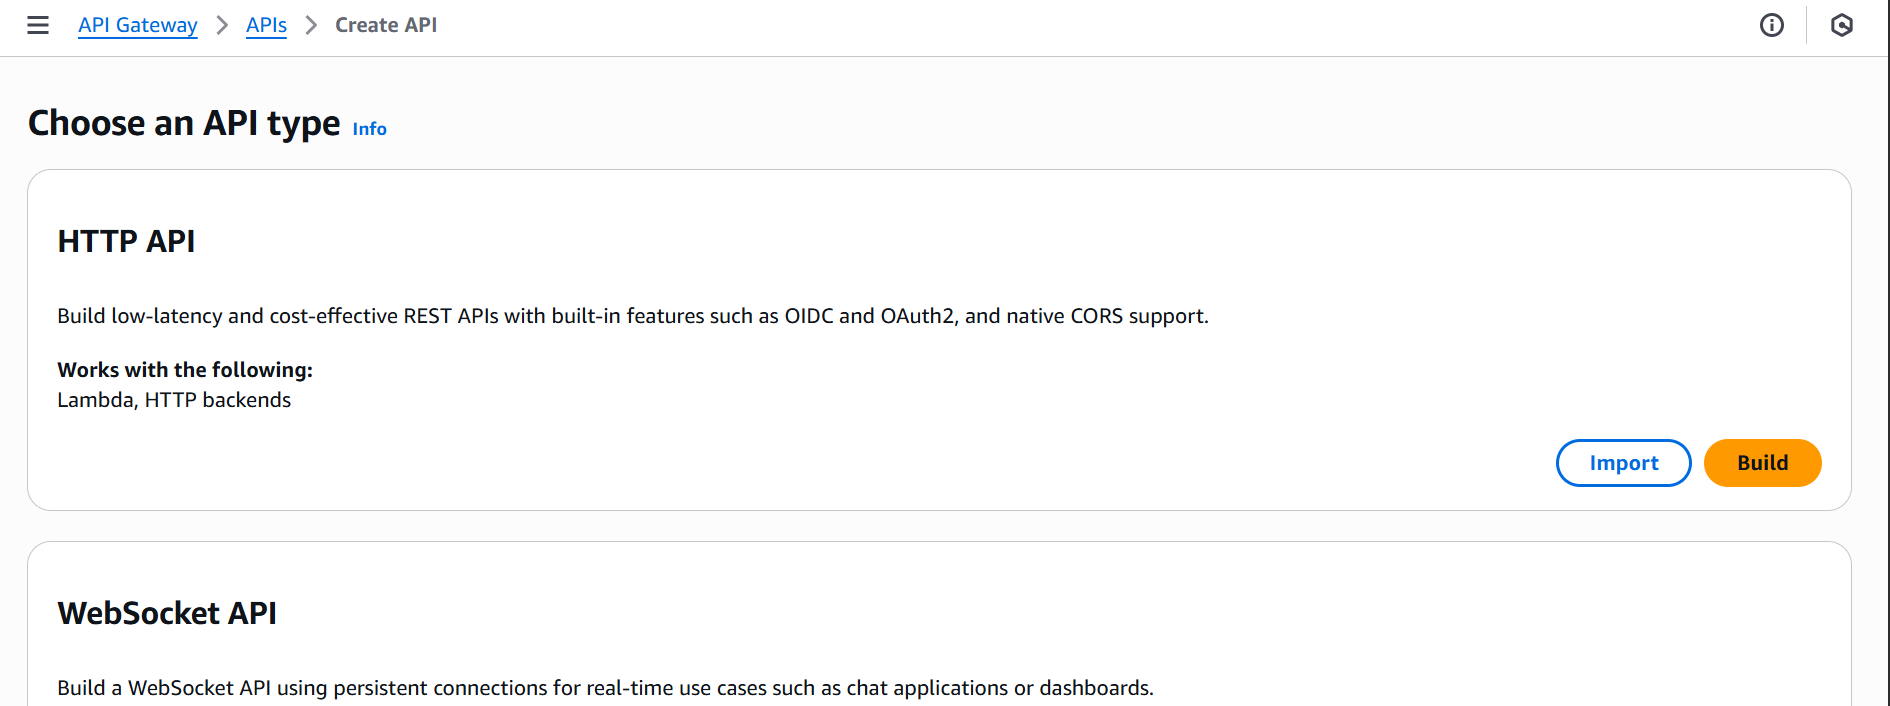 API Gateway > APIs > Create API
Choose an API type Info
HTTP API
Build low-latency and cost-effective REST APIs with built-in features such as OIDC and OAuth2, and native CORS support.
Works with the following:
Lambda, HTTP backends
Import Build
WebSocket API
Build a WebSocket API using persistent connections for real-time use cases such as chat applications or dashboards.